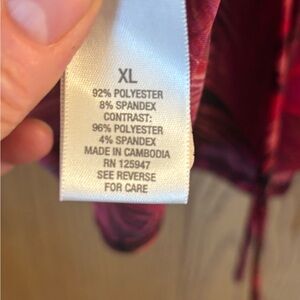 XL
92% POLYESTER
8% SPANDEX
CONTRAST:
96% POLYESTER
4% SPANDEX
MADE IN CAMBODIA
RN 125947
SEE REVERSE
FOR CARE